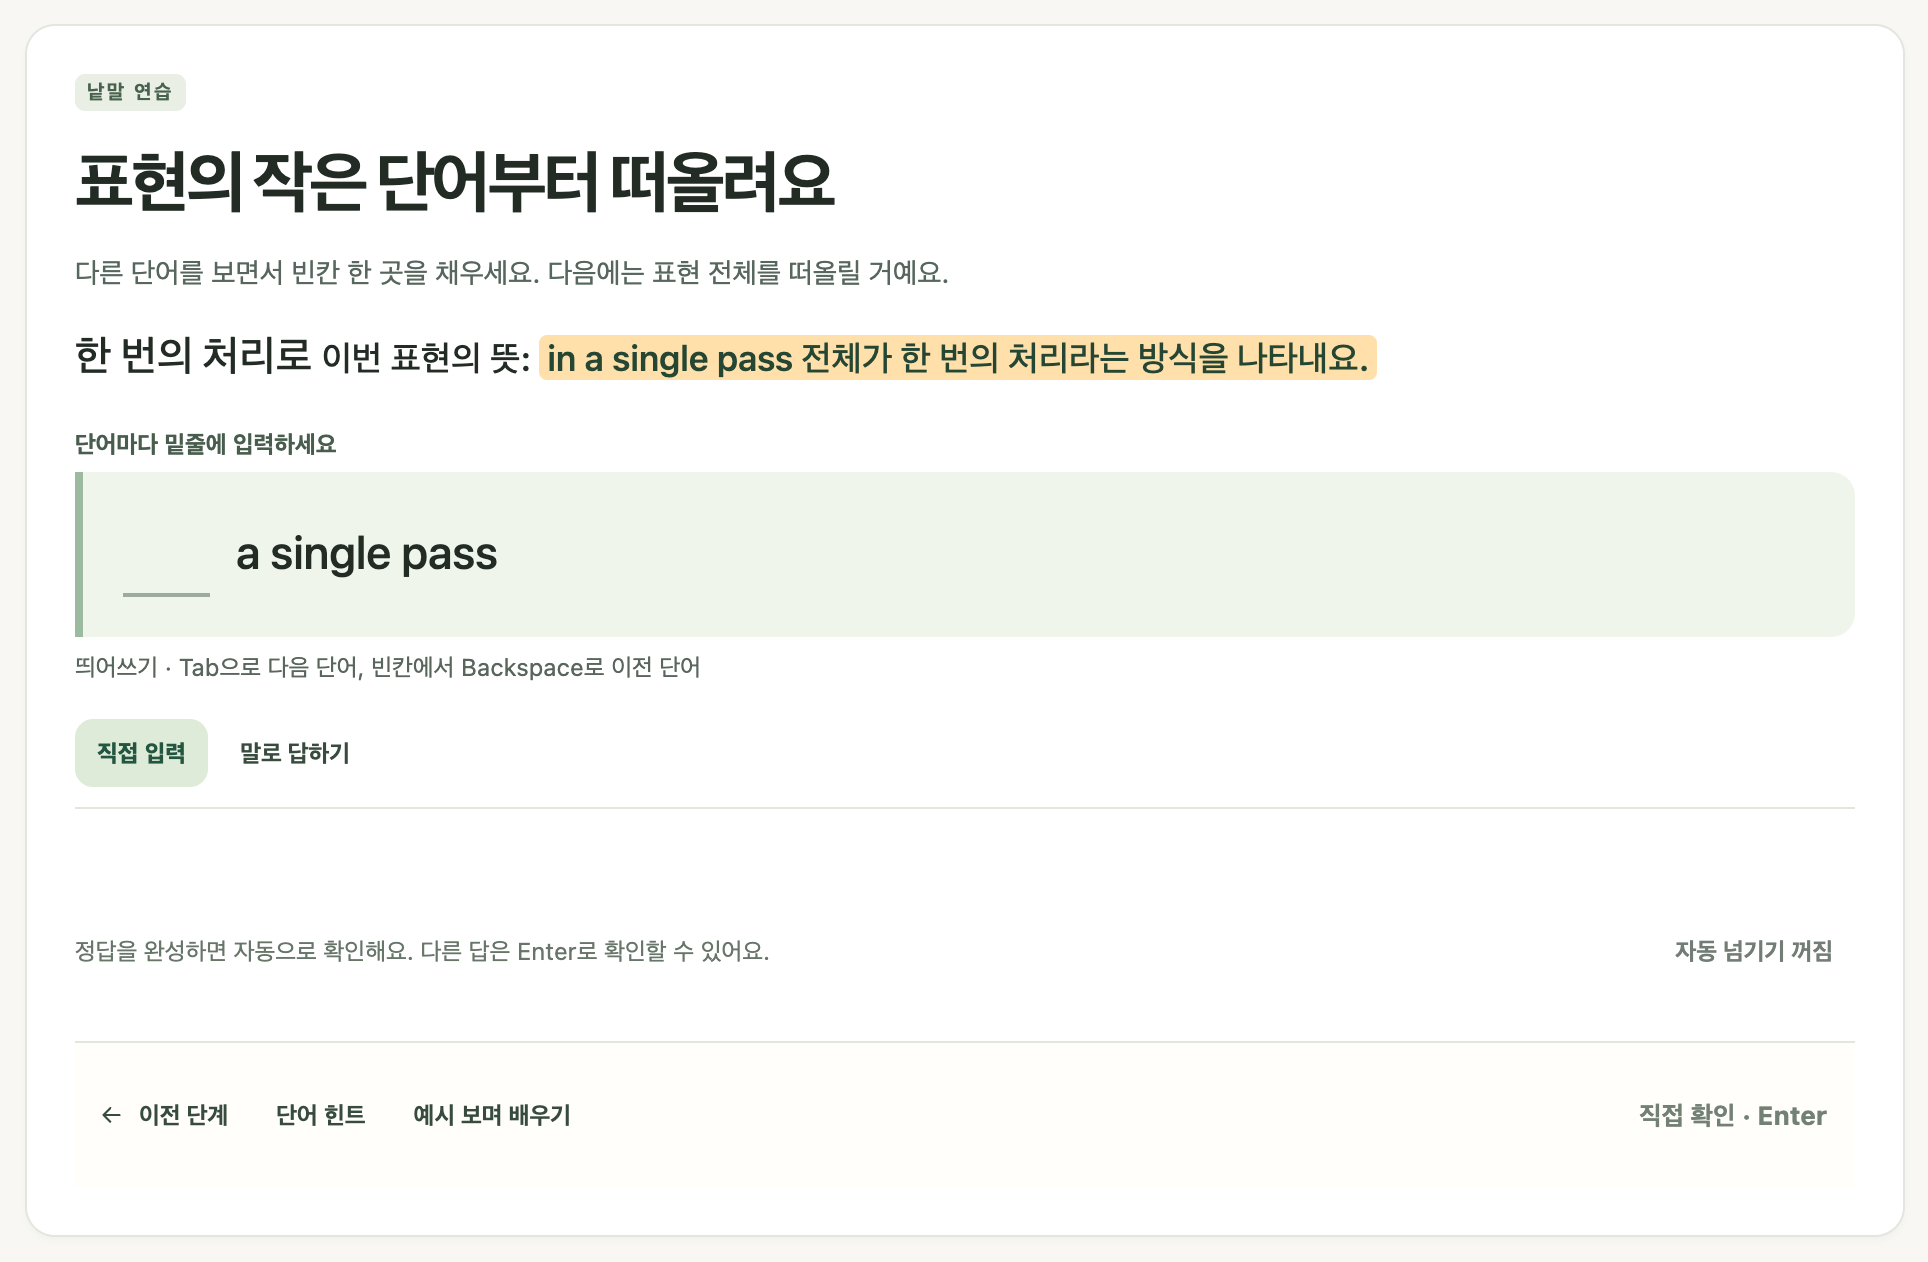 낱말 연습
표현의 작은 단어부터 떠올려요
다른 단어를 보면서 빈칸 한 곳을 채우세요. 다음에는 표현 전체를 떠올릴 거예요.
한 번의 처리로 이번 표현의 뜻: in a single pass 전체가 한 번의 처리라는 방식을 나타내요.
단어마다 밑줄에 입력하세요
a single pass
띄어쓰기 · Tab으로 다음 단어, 빈칸에서 Backspace로 이전 단어
직접 입력 말로 답하기
정답을 완성하면 자동으로 확인해요. 다른 답은 Enter로 확인할 수 있어요. 자동 넘기기 꺼짐
← 이전 단계 단어 힌트 예시 보며 배우기 직접 확인 · Enter